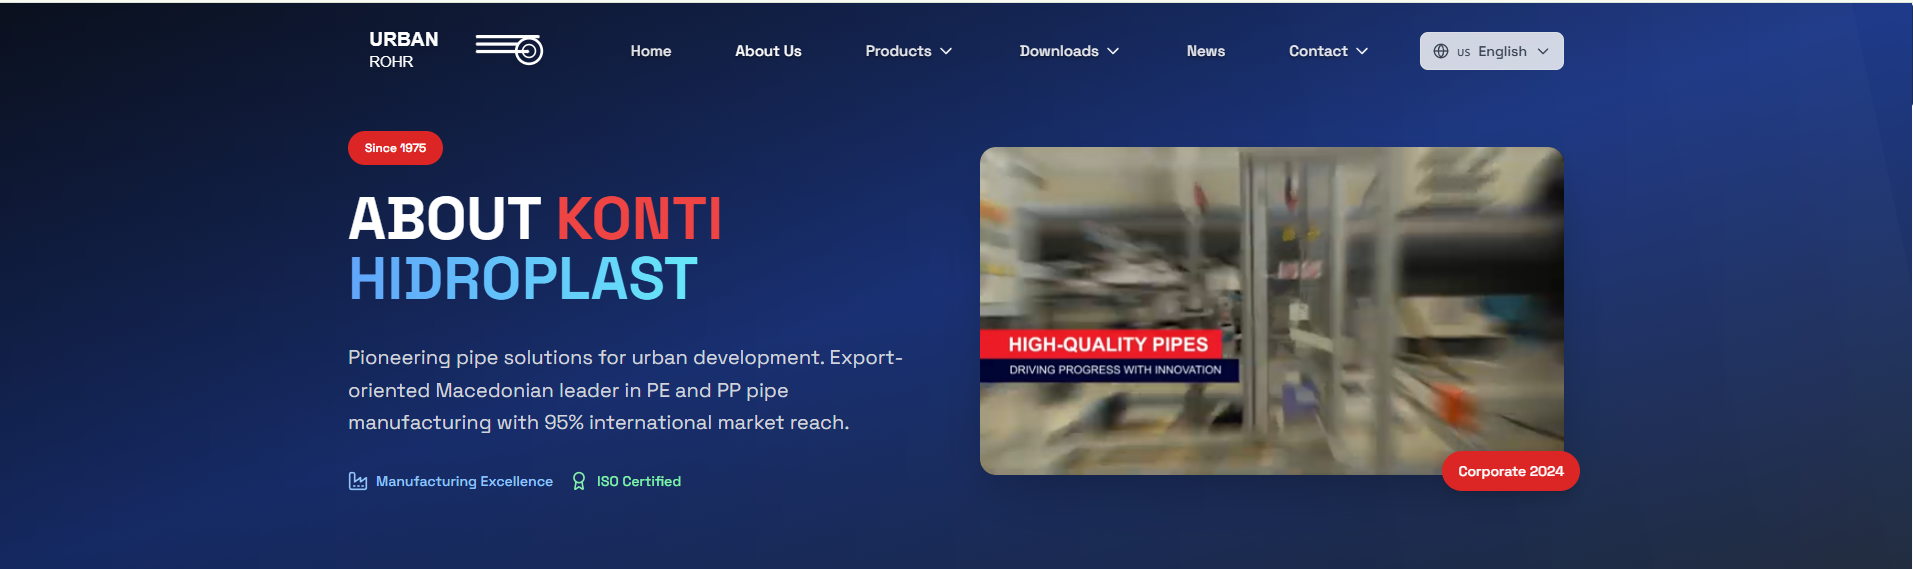 URBAN
ROHR
Home
About Us
Products
Downloads
News
Contact
US English
Since 1975
ABOUT KONTI
HIDROPLAST
Pioneering pipe solutions for urban development. Export-
oriented Macedonian leader in PE and PP pipe
manufacturing with 95% international market reach.
Manufacturing Excellence
ISO Certified
HIGH-QUALITY PIPES
DRIVING PROGRESS WITH INNOVATION
Corporate 2024